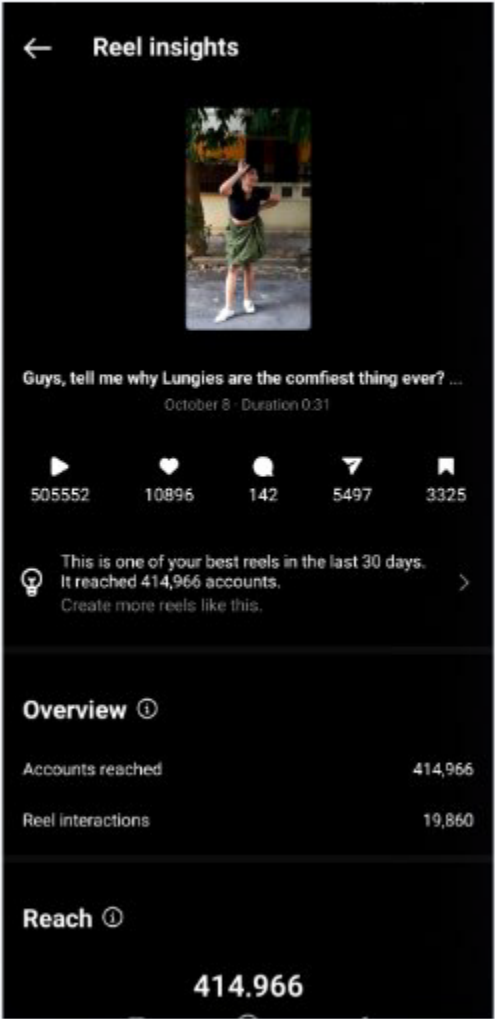 Reel insights
Guys, tell me why Lungies are the comfiest thing ever? ...
October 8 · Duration 0:31
505552 10896 142 5497 3325
This is one of your best reels in the last 30 days.
It reached 414,966 accounts.
Create more reels like this.
Overview
Accounts reached 414,966
Reel interactions 19,860
Reach
414.966